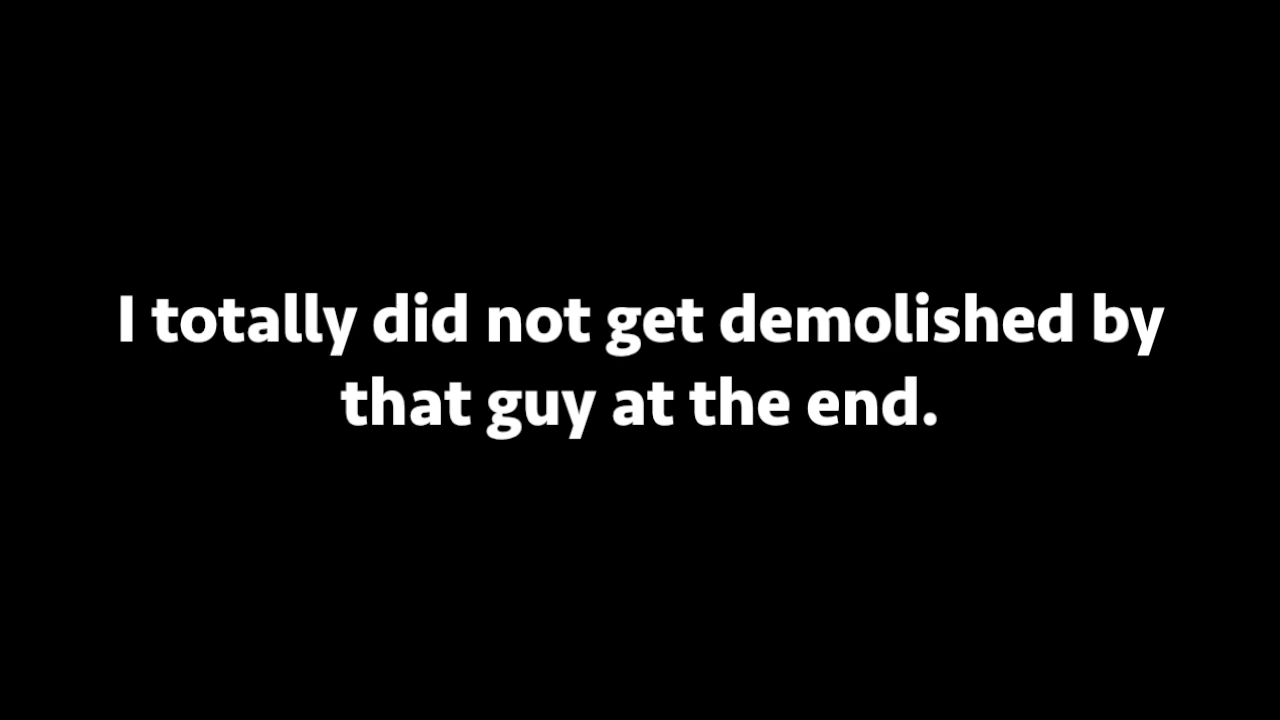 I totally did not get demolished by
that guy at the end.